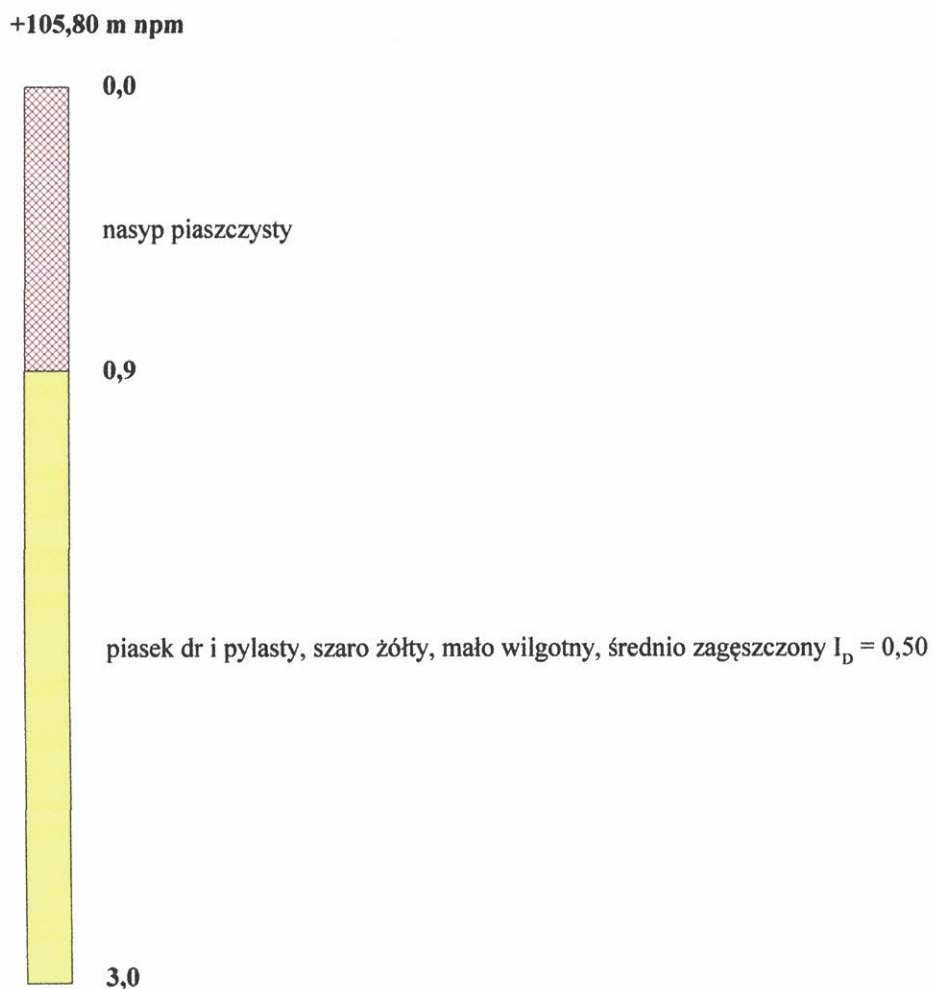 +105,80 m npm
0,0
nasyp piaszczysty
0,9
piasek dr i pylasty, szaro żółty, mało wilgotny, średnio zagęszczony I_D = 0,50
3,0